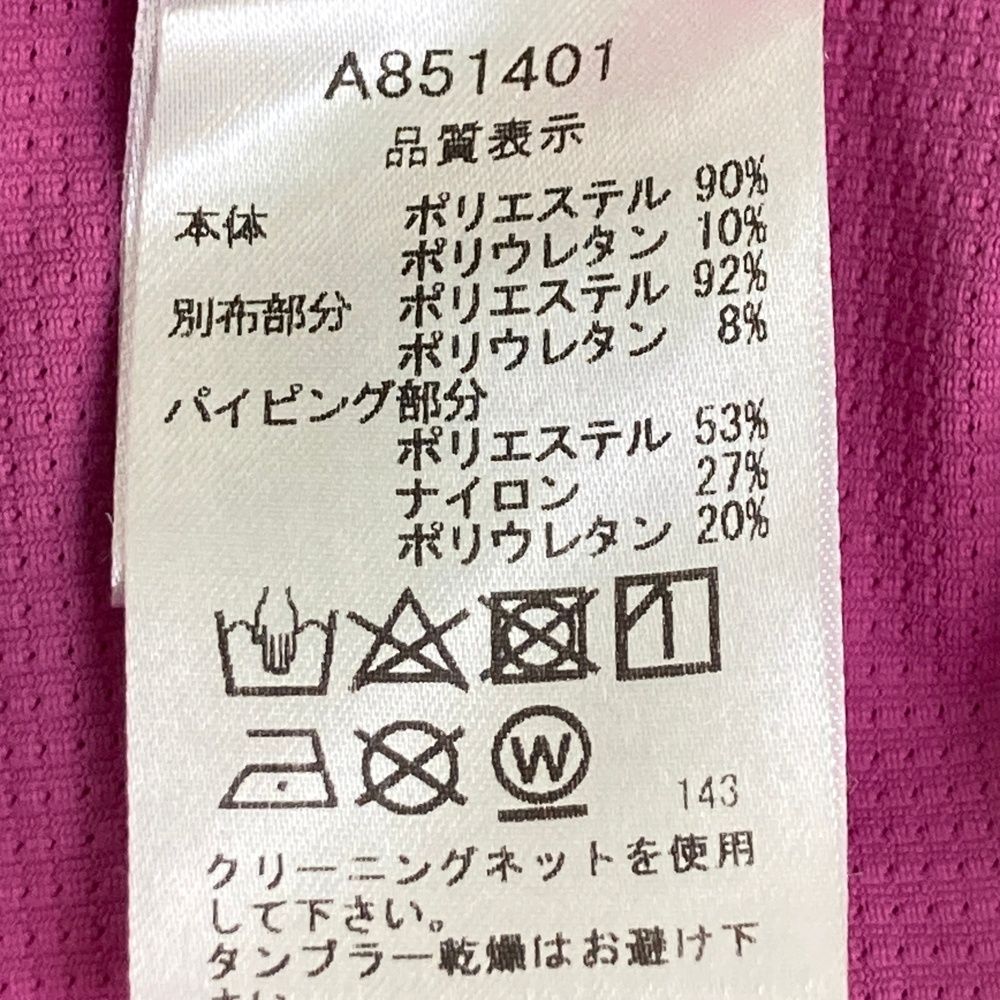 A851401
品質表示
本体 ポリエステル 90%
ポリウレタン 10%
別布部分 ポリエステル 92%
ポリウレタン 8%
パイピング部分
ポリエステル 53%
ナイロン 27%
ポリウレタン 20%
W
143
クリーニングネットを使用
して下さい。
タンブラー乾燥はお避け下
さい